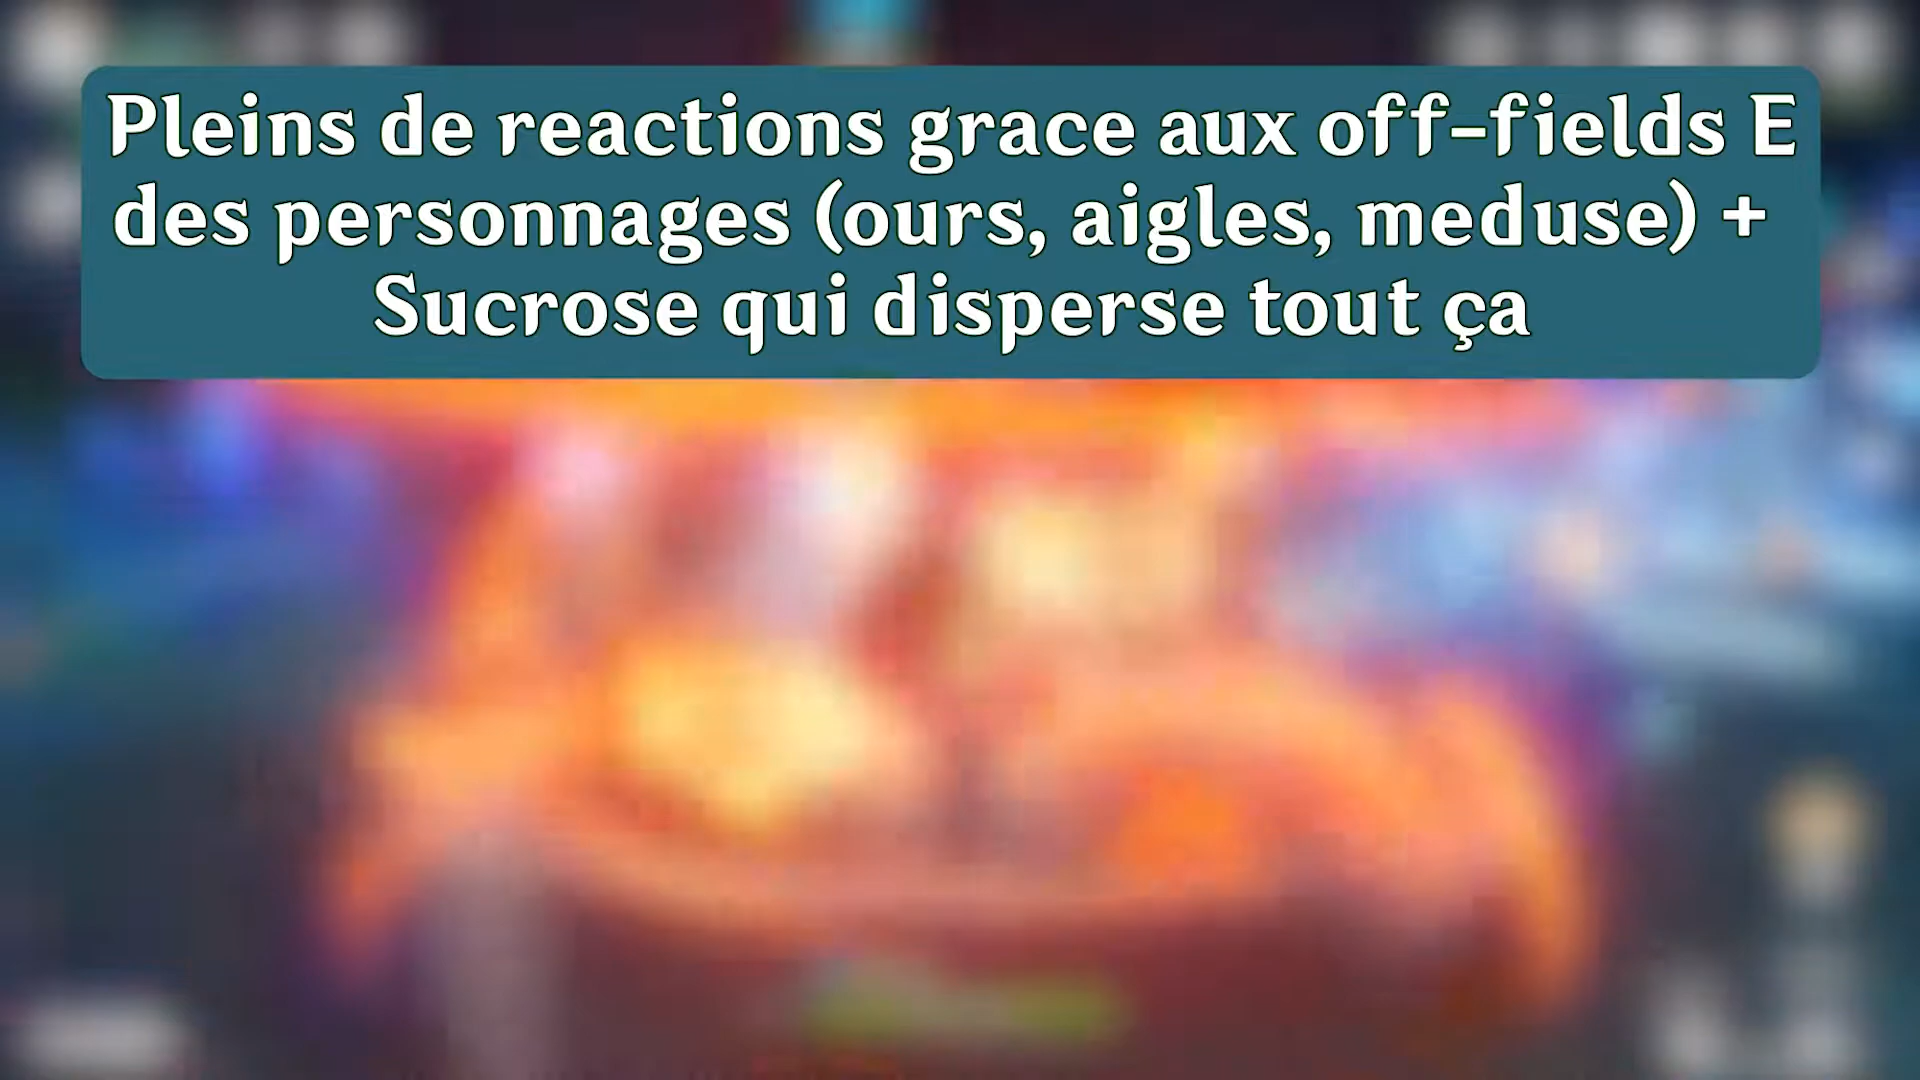 Pleins de reactions grace aux off-fields E
des personnages (ours, aigles, meduse) +
Sucrose qui disperse tout ça